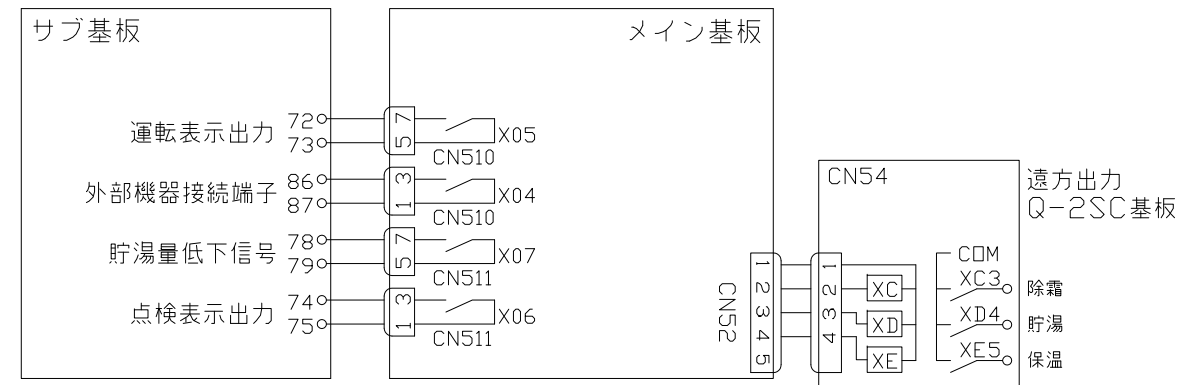 サブ基板
メイン基板
運転表示出力
72
73
7
5
X05
CN510
外部機器接続端子
86
87
3
1
X04
CN510
貯湯量低下信号
78
79
7
5
X07
CN511
点検表示出力
74
75
3
1
X06
CN511
CN52
1
2
3
4
5
CN54
1
2
3
4
XC
XD
XE
COM
XC3
除霜
XD4
貯湯
XE5
保温
遠方出力
Q-2SC基板